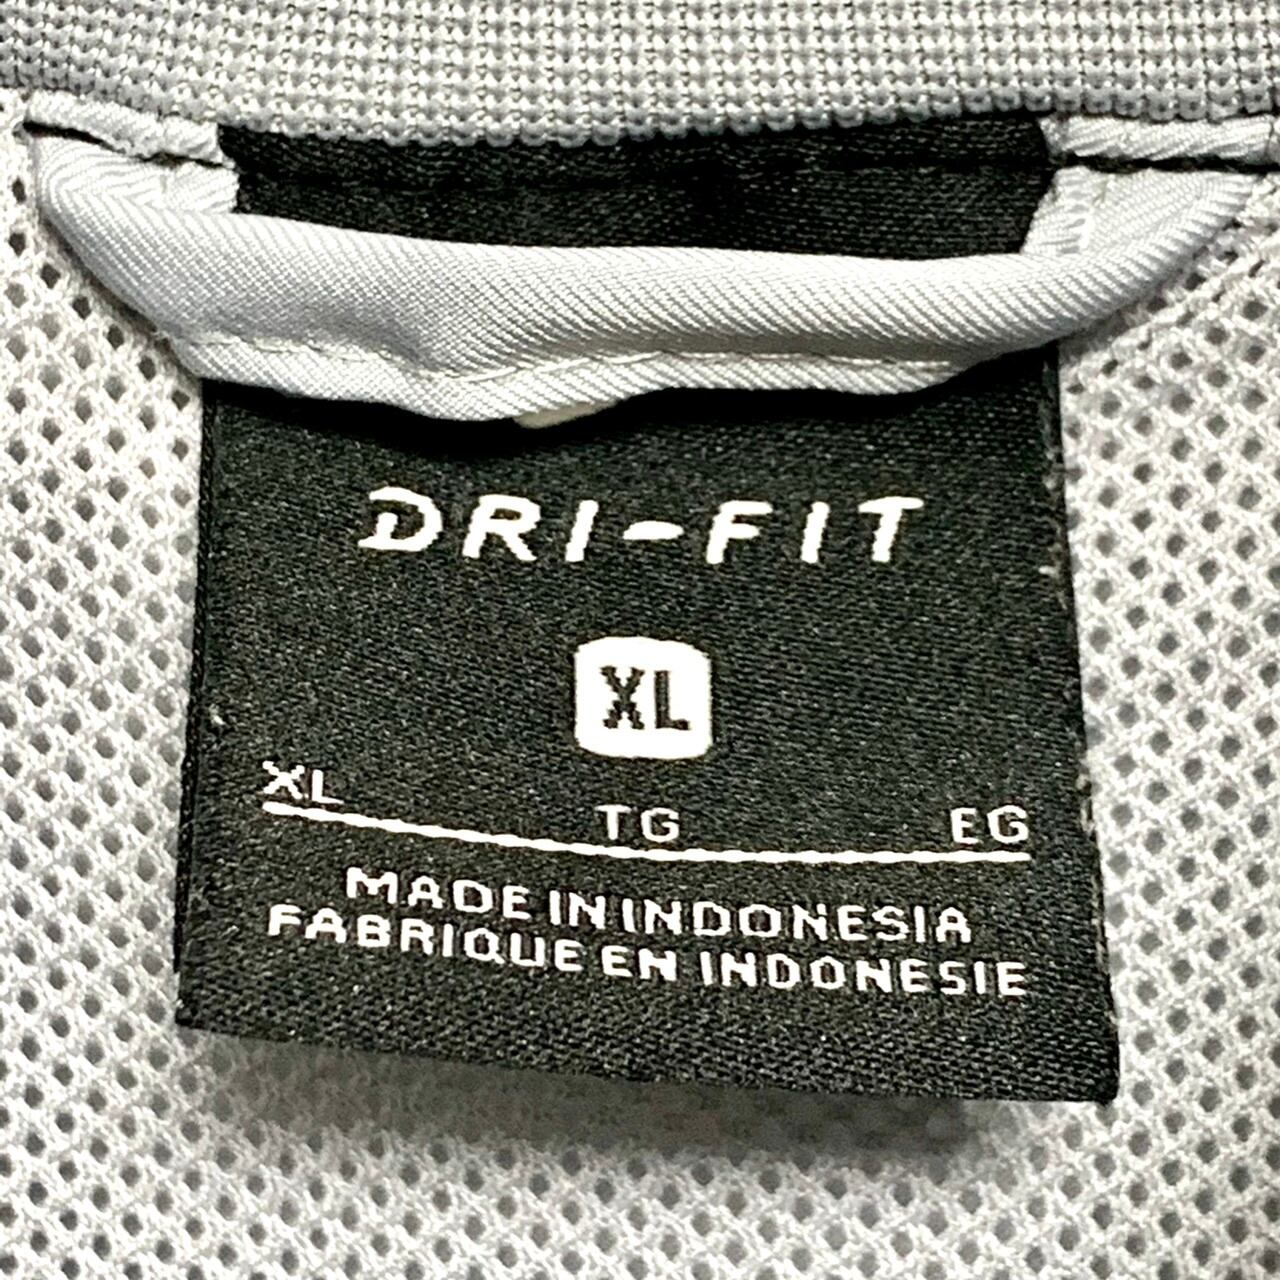 DRI-FIT
XL
XL TG EG
MADE IN INDONESIA
FABRIQUE EN INDONESIE